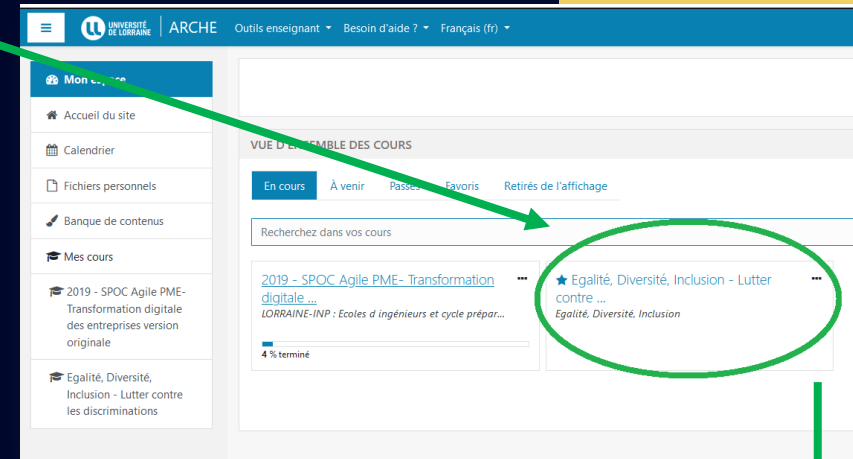 UNIVERSITÉ
DE LORRAINE
ARCHE Outils enseignant Besoin d'aide ? Français (fr)
Mon espace
Accueil du site
Calendrier
Fichiers personnels
Banque de contenus
Mes cours
2019 - SPOC Agile PME-
Transformation digitale
des entreprises version
originale
Egalité, Diversité,
Inclusion - Lutter contre
les discriminations
VUE D'ENSEMBLE DES COURS
En cours À venir Passés Favoris Retirés de l'affichage
Recherchez dans vos cours
2019 - SPOC Agile PME- Transformation
digitale ...
LORRAINE-INP : Ecoles d ingénieurs et cycle prépar...
4 % terminé
Egalité, Diversité, Inclusion - Lutter
contre ...
Egalité, Diversité, Inclusion